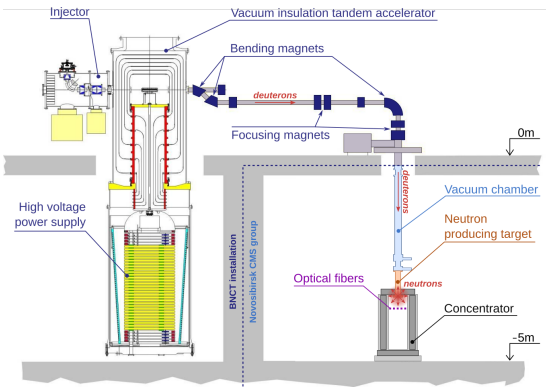 Injector
Vacuum insulation tandem accelerator
Bending magnets
deuterons
Focusing magnets
0m
deuterons
Vacuum chamber
High voltage
power supply
Neutron
producing target
BNCT installation
Novosibirsk CMS group
Optical fibers
neutrons
Concentrator
-5m